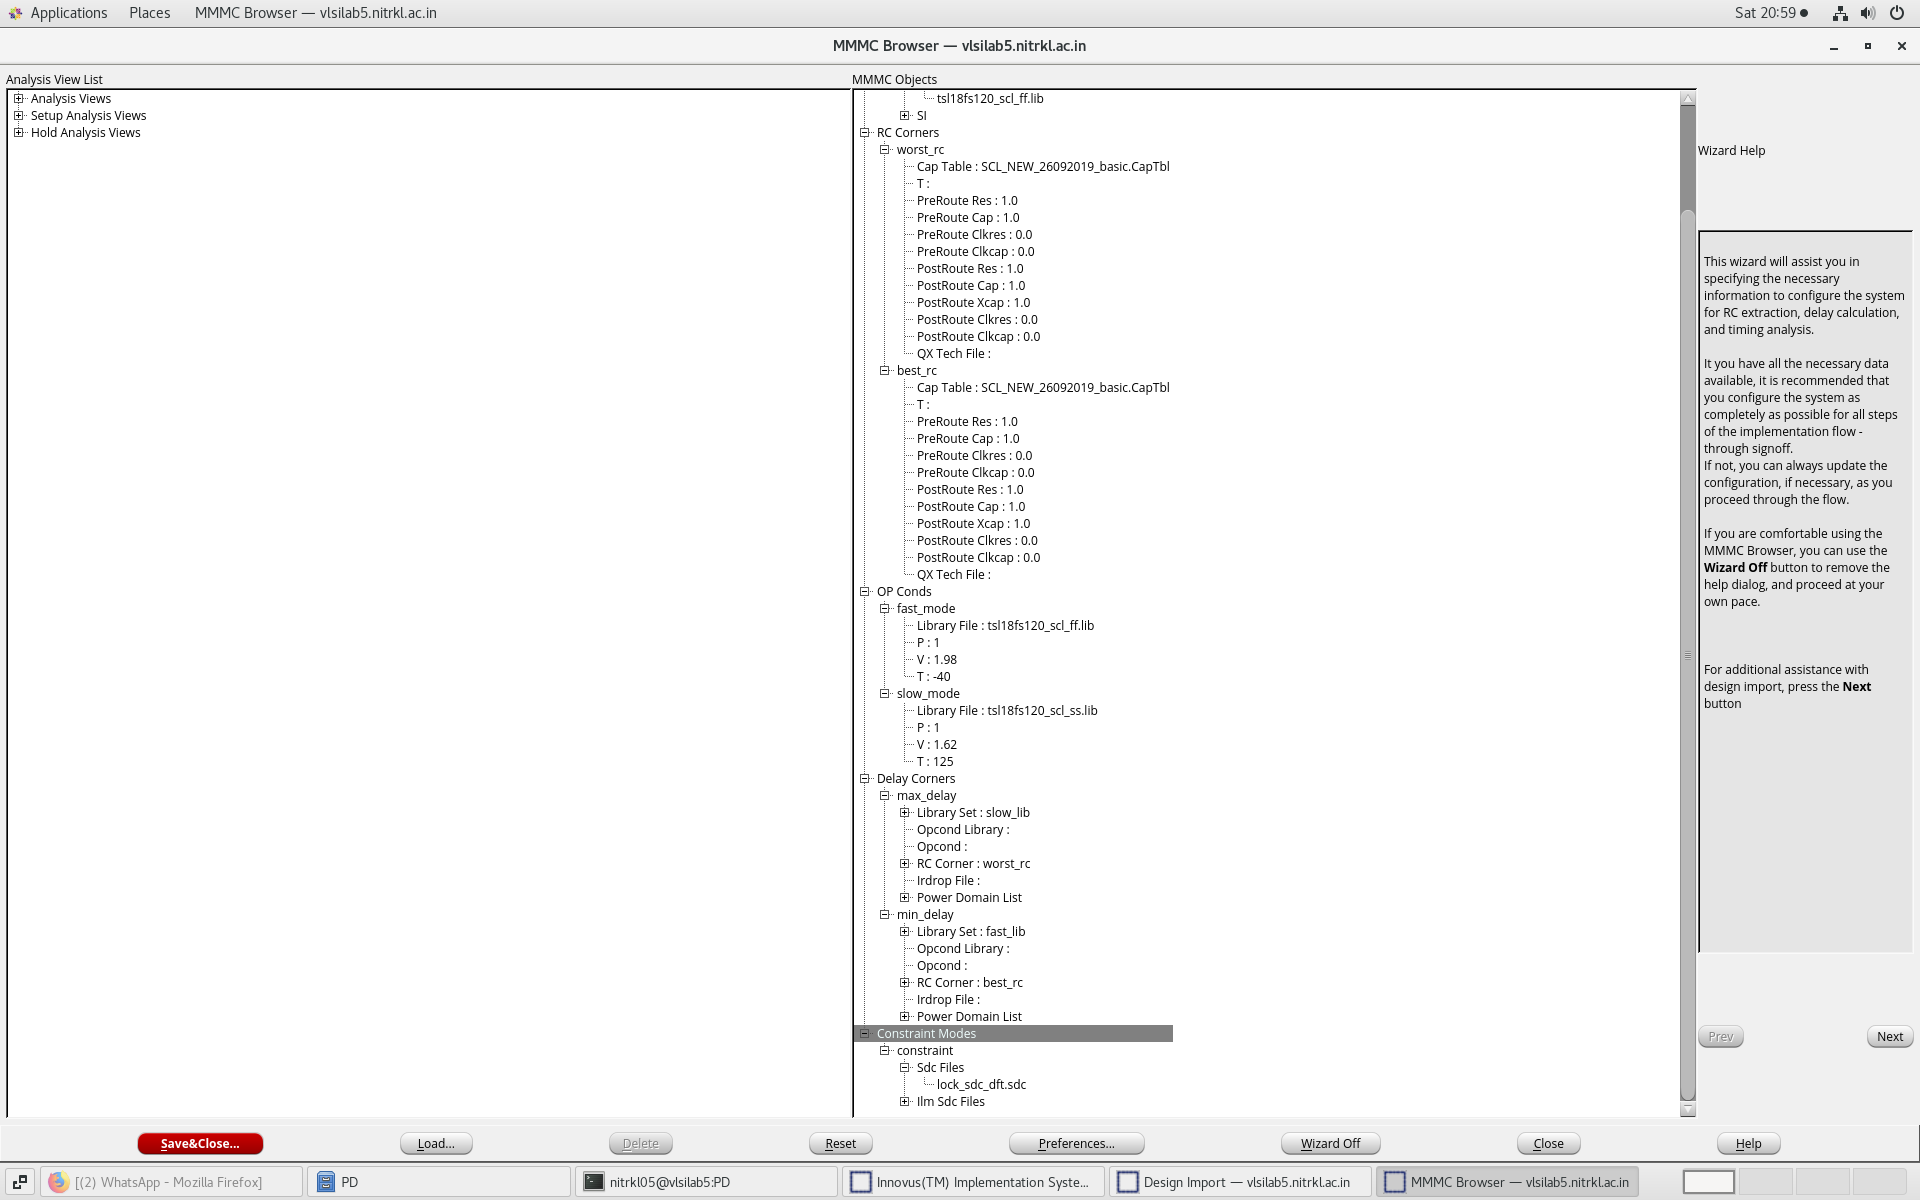 Applications Places MMMC Browser — vlsilab5.nitrkl.ac.in Sat 20:59
MMMC Browser — vlsilab5.nitrkl.ac.in
Analysis View List
Analysis Views
Setup Analysis Views
Hold Analysis Views
MMMC Objects
tsl18fs120_scl_ff.lib
SI
RC Corners
worst_rc
Cap Table : SCL_NEW_26092019_basic.CapTbl
T :
PreRoute Res : 1.0
PreRoute Cap : 1.0
PreRoute Clkres : 0.0
PreRoute Clkcap : 0.0
PostRoute Res : 1.0
PostRoute Cap : 1.0
PostRoute Xcap : 1.0
PostRoute Clkres : 0.0
PostRoute Clkcap : 0.0
QX Tech File :
best_rc
Cap Table : SCL_NEW_26092019_basic.CapTbl
T :
PreRoute Res : 1.0
PreRoute Cap : 1.0
PreRoute Clkres : 0.0
PreRoute Clkcap : 0.0
PostRoute Res : 1.0
PostRoute Cap : 1.0
PostRoute Xcap : 1.0
PostRoute Clkres : 0.0
PostRoute Clkcap : 0.0
QX Tech File :
OP Conds
fast_mode
Library File : tsl18fs120_scl_ff.lib
P : 1
V : 1.98
T : -40
slow_mode
Library File : tsl18fs120_scl_ss.lib
P : 1
V : 1.62
T : 125
Delay Corners
max_delay
Library Set : slow_lib
Opcond Library :
Opcond :
RC Corner : worst_rc
Irdrop File :
Power Domain List
min_delay
Library Set : fast_lib
Opcond Library :
Opcond :
RC Corner : best_rc
Irdrop File :
Power Domain List
Constraint Modes
constraint
Sdc Files
lock_sdc_dft.sdc
Ilm Sdc Files
Wizard Help
This wizard will assist you in
specifying the necessary
information to configure the system
for RC extraction, delay calculation,
and timing analysis.
It you have all the necessary data
available, it is recommended that
you configure the system as
completely as possible for all steps
of the implementation flow -
through signoff.
If not, you can always update the
configuration, if necessary, as you
proceed through the flow.
If you are comfortable using the
MMMC Browser, you can use the
Wizard Off button to remove the
help dialog, and proceed at your
own pace.
For additional assistance with
design import, press the Next
button
Prev Next
Save&Close... Load... Delete Reset Preferences... Wizard Off Close Help
[(2) WhatsApp - Mozilla Firefox] PD nitrkl05@vlsilab5:PD Innovus(TM) Implementation Syste... Design Import — vlsilab5.nitrkl.ac.in MMMC Browser — vlsilab5.nitrkl.ac.in